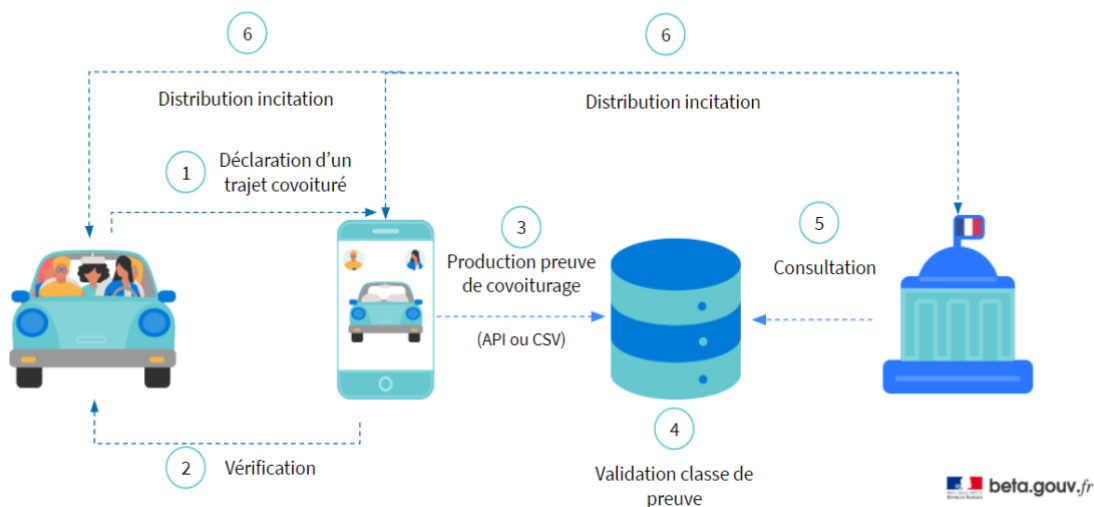 6
6
Distribution incitation
Distribution incitation
1
Déclaration d’un
trajet covoituré
3
Production preuve
de covoiturage
(API ou CSV)
5
Consultation
2
Vérification
4
Validation classe de
preuve
beta.gouv.fr